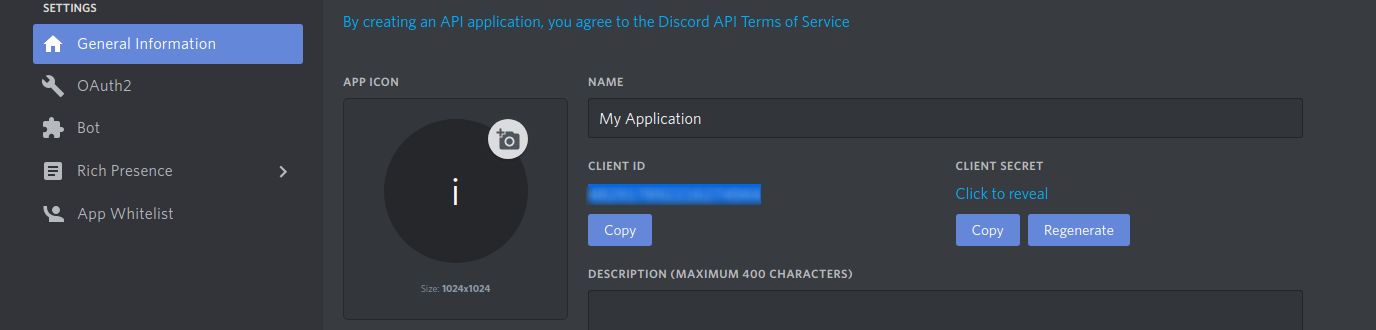 SETTINGS
General Information
OAuth2
Bot
Rich Presence
App Whitelist
By creating an API application, you agree to the Discord API Terms of Service
APP ICON
i
Size: 1024x1024
NAME
My Application
CLIENT ID
Copy
CLIENT SECRET
Click to reveal
Copy Regenerate
DESCRIPTION (MAXIMUM 400 CHARACTERS)